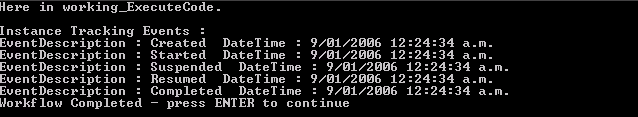 Here in working_ExecuteCode.
Instance Tracking Events :
EventDescription : Created  DateTime : 9/01/2006 12:24:34 a.m.
EventDescription : Started  DateTime : 9/01/2006 12:24:34 a.m.
EventDescription : Suspended  DateTime : 9/01/2006 12:24:34 a.m.
EventDescription : Resumed  DateTime : 9/01/2006 12:24:34 a.m.
EventDescription : Completed  DateTime : 9/01/2006 12:24:34 a.m.
Workflow Completed - press ENTER to continue